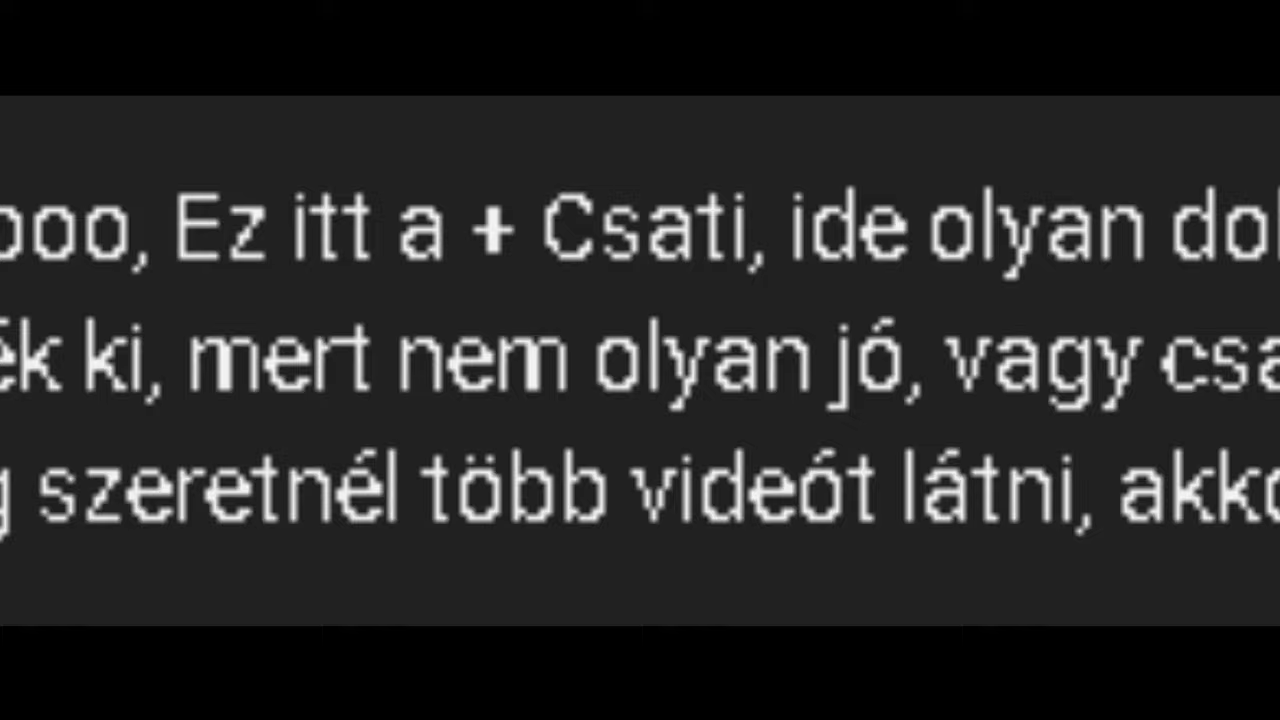 ooo, Ez itt a + Csati, ide olyan dol
ék ki, mert nem olyan jó, vagy csa
g szeretnél több videót látni, akko